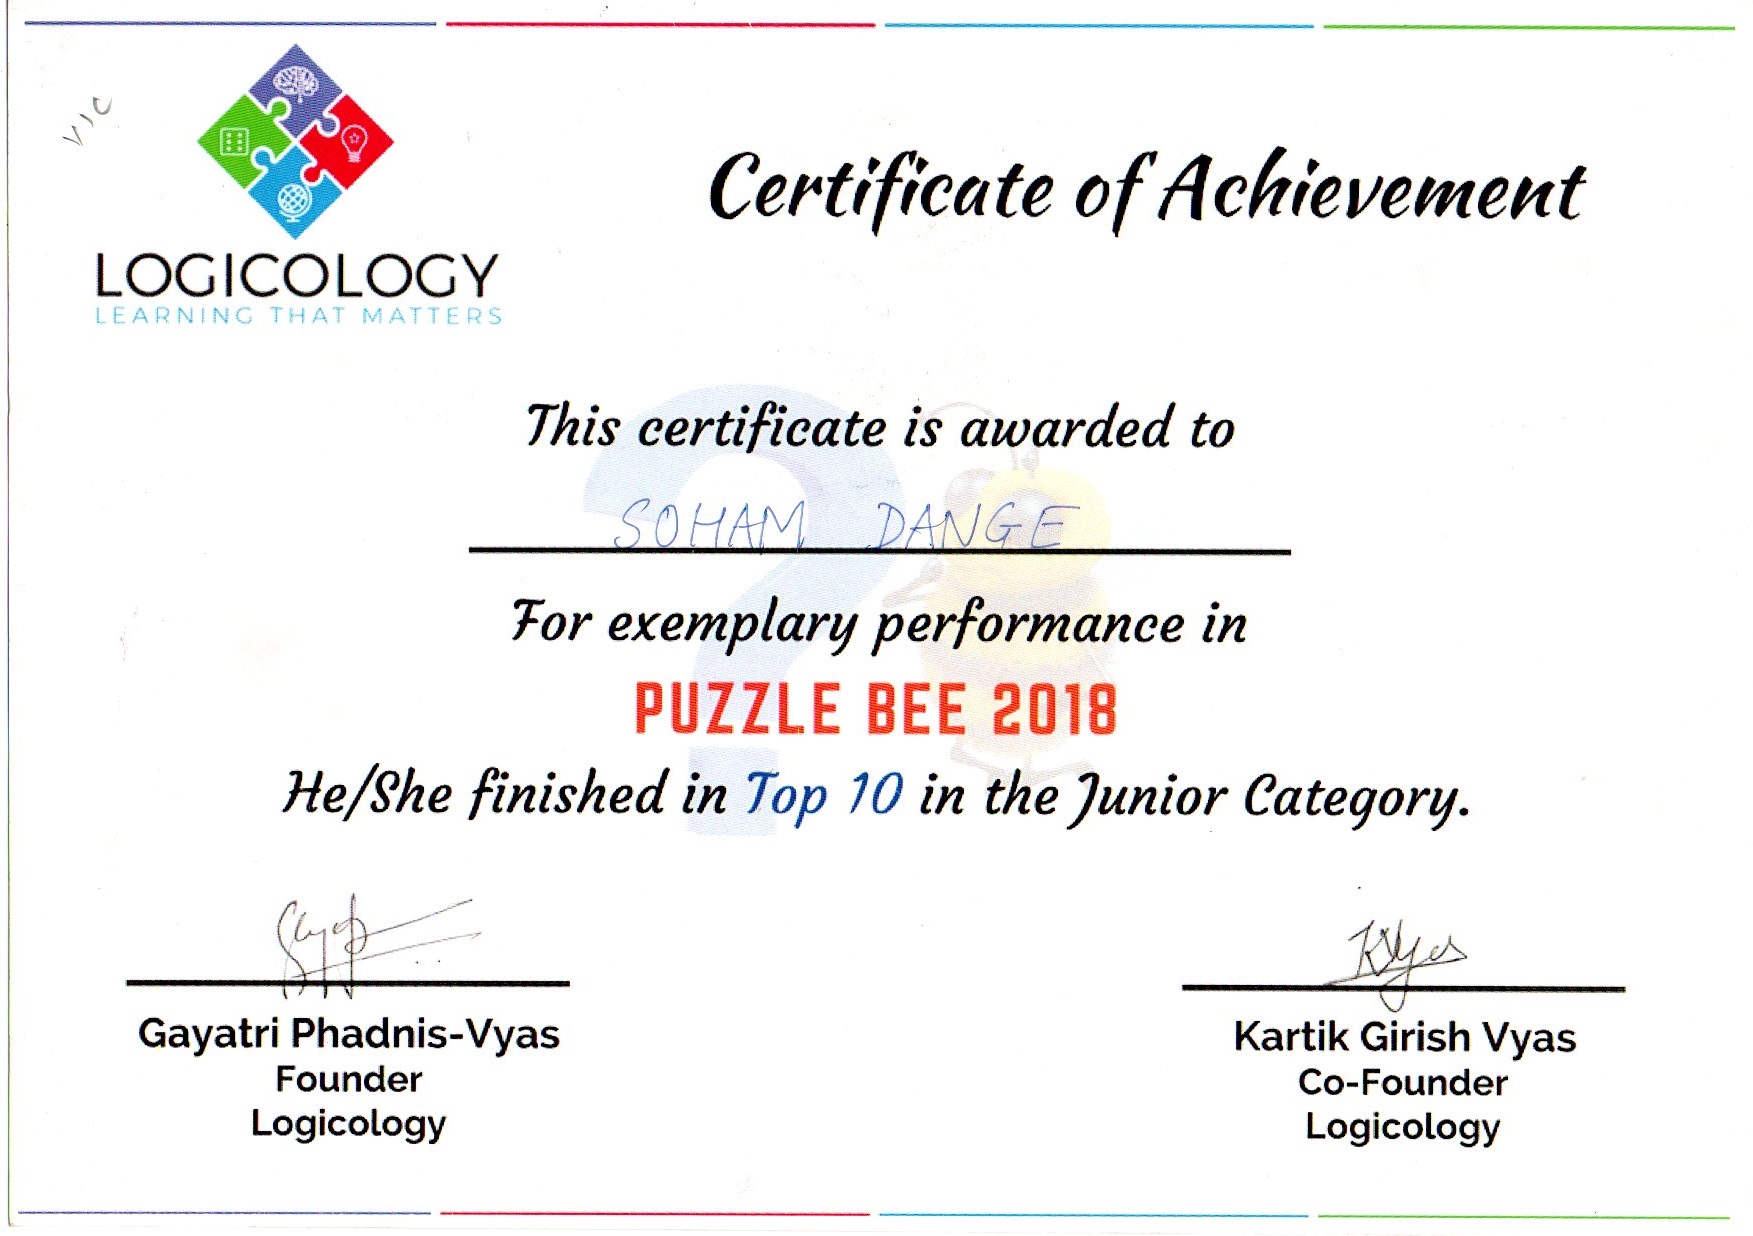 LOGICOLOGY
LEARNING THAT MATTERS
Certificate of Achievement
This certificate is awarded to
SOHAM DANGE
For exemplary performance in
PUZZLE BEE 2018
He/She finished in Top 10 in the Junior Category.
Gayatri Phadnis-Vyas
Founder
Logicology
KVyas
Kartik Girish Vyas
Co-Founder
Logicology